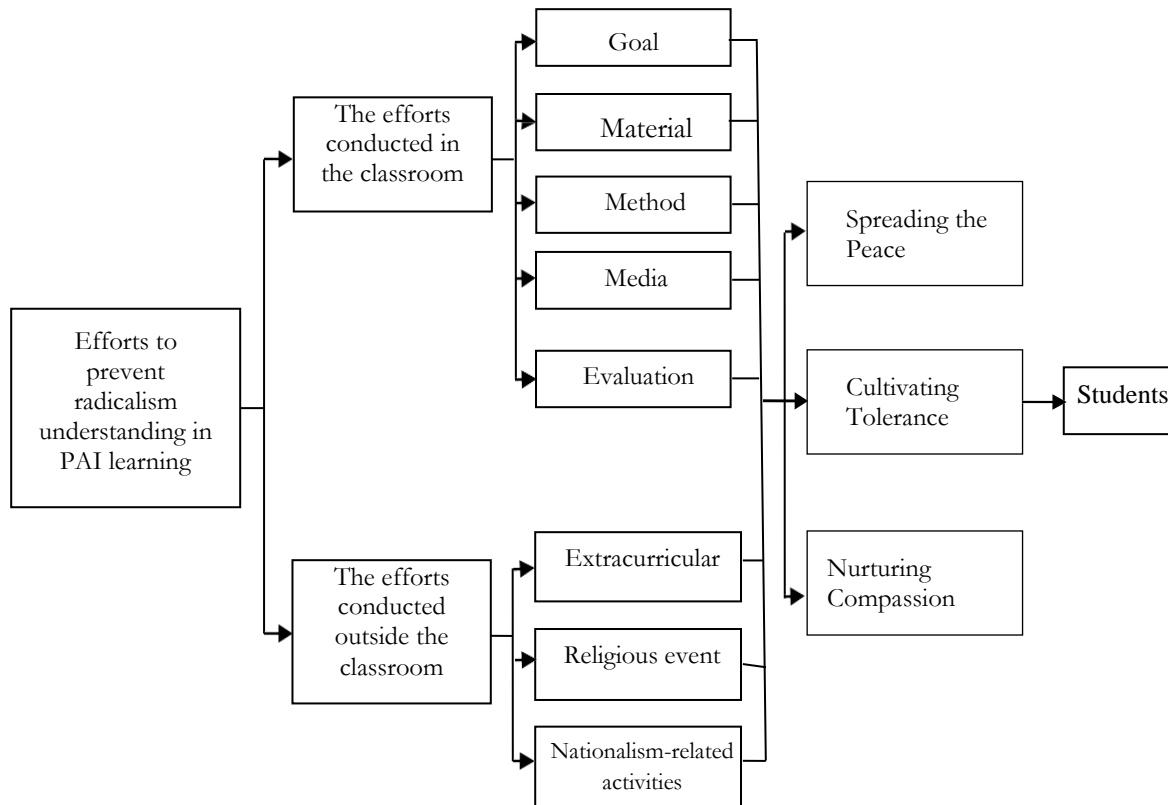 Goal
The efforts
conducted in
the classroom
Material
Method
Media
Evaluation
Spreading the
Peace
Efforts to
prevent
radicalism
understanding in
PAI learning
Cultivating
Tolerance
Students
The efforts
conducted
outside the
classroom
Extracurricular
Religious event
Nationalism-related
activities
Nurturing
Compassion